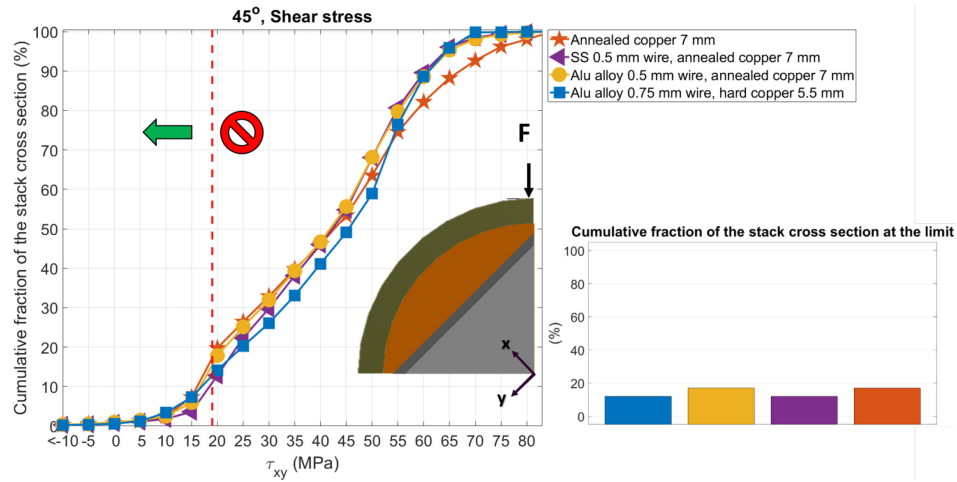 45°, Shear stress
Cumulative fraction of the stack cross section (%)
100
90
80
70
60
50
40
30
20
10
0
<-10 -5 0 5 10 15 20 25 30 35 40 45 50 55 60 65 70 75 80
τxy (MPa)
Annealed copper 7 mm
SS 0.5 mm wire, annealed copper 7 mm
Alu alloy 0.5 mm wire, annealed copper 7 mm
Alu alloy 0.75 mm wire, hard copper 5.5 mm
F
x
y
Cumulative fraction of the stack cross section at the limit
(%)
100
80
60
40
20
0